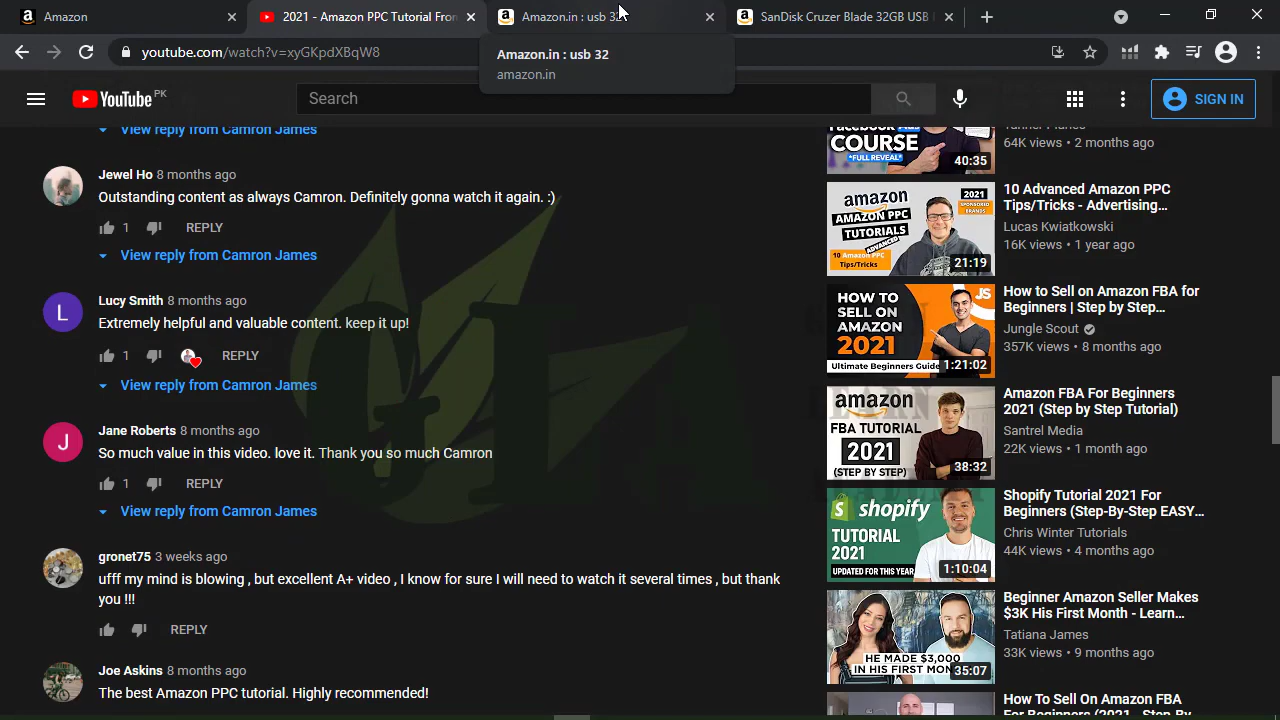 Amazon
2021 - Amazon PPC Tutorial Fro
Amazon.in : usb 32
SanDisk Cruzer Blade 32GB USB
youtube.com/watch?v=xyGKpdXBqW8
Amazon.in : usb 32
amazon.in
YouTube PK
Search
SIGN IN
View reply from Camron James
Jewel Ho 8 months ago
Outstanding content as always Camron. Definitely gonna watch it again. :)
1 REPLY
View reply from Camron James
Lucy Smith 8 months ago
Extremely helpful and valuable content. keep it up!
1 REPLY
View reply from Camron James
Jane Roberts 8 months ago
So much value in this video. love it. Thank you so much Camron
1 REPLY
View reply from Camron James
gronet75 3 weeks ago
ufff my mind is blowing , but excellent A+ video , I know for sure I will need to watch it several times , but thank
you !!!
REPLY
Joe Askins 8 months ago
The best Amazon PPC tutorial. Highly recommended!
COURSE
*FULL REVEAL*
40:35
64K views • 2 months ago
amazon
AMAZON PPC
TUTORIALS
ADVANCED
10 Amazon PPC
Tips/Tricks
2021
SPONSORED
BRANDS
21:19
10 Advanced Amazon PPC
Tips/Tricks - Advertising...
Lucas Kwiatkowski
16K views • 1 year ago
HOW TO
SELL ON
AMAZON
2021
Ultimate Beginners Guide
JS
1:21:02
How to Sell on Amazon FBA for
Beginners | Step by Step...
Jungle Scout
357K views • 8 months ago
amazon
FBA TUTORIAL
2021
(STEP BY STEP)
38:32
Amazon FBA For Beginners
2021 (Step by Step Tutorial)
Santrel Media
22K views • 1 month ago
shopify
TUTORIAL
2021
UPDATED FOR THIS YEAR
1:10:04
Shopify Tutorial 2021 For
Beginners (Step-By-Step EASY...
Chris Winter Tutorials
44K views • 4 months ago
HE MADE $3,000
IN HIS FIRST MON
35:07
Beginner Amazon Seller Makes
$3K His First Month - Learn...
Tatiana James
33K views • 9 months ago
How To Sell On Amazon FBA